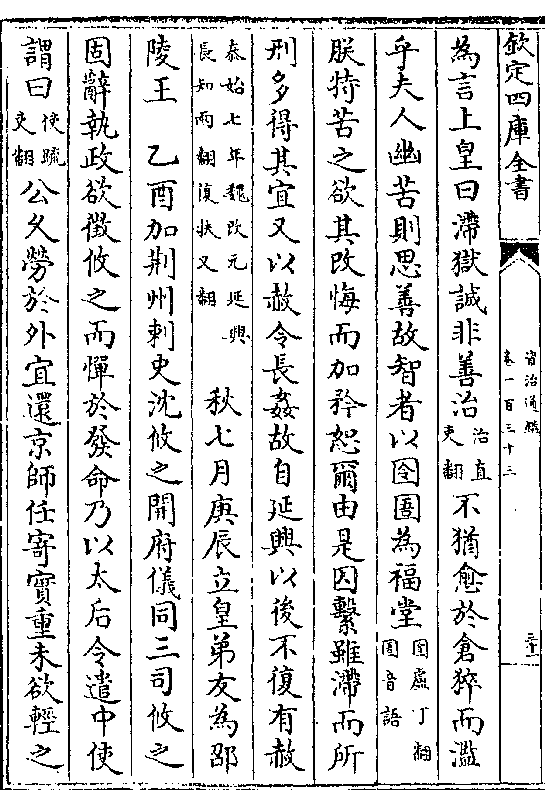 欽定四庫全書
資治通鑑
卷一百三十三
為言上皇曰滯獄誠非善治治直吏翻不猶愈於倉猝而濫
乎夫人幽苦則思善故智者以囹圄為福堂囹盧丁翻圄音語
朕特苦之欲其改悔而加矜恕爾由是囚繫雖滯而所
刑多得其宜又以赦令長姦故自延興以後不復有赦
泰始七年魏改元延興長知兩翻復扶又翻 秋七月庚辰立皇弟友為邵
陵王 乙酉加荆州刺史沈攸之開府儀同三司攸之
固辭執政欲徵攸之而憚於發命乃以太后令遣中使
謂曰使疏吏翻公久勞於外宜還京師任寄實重未欲輕之